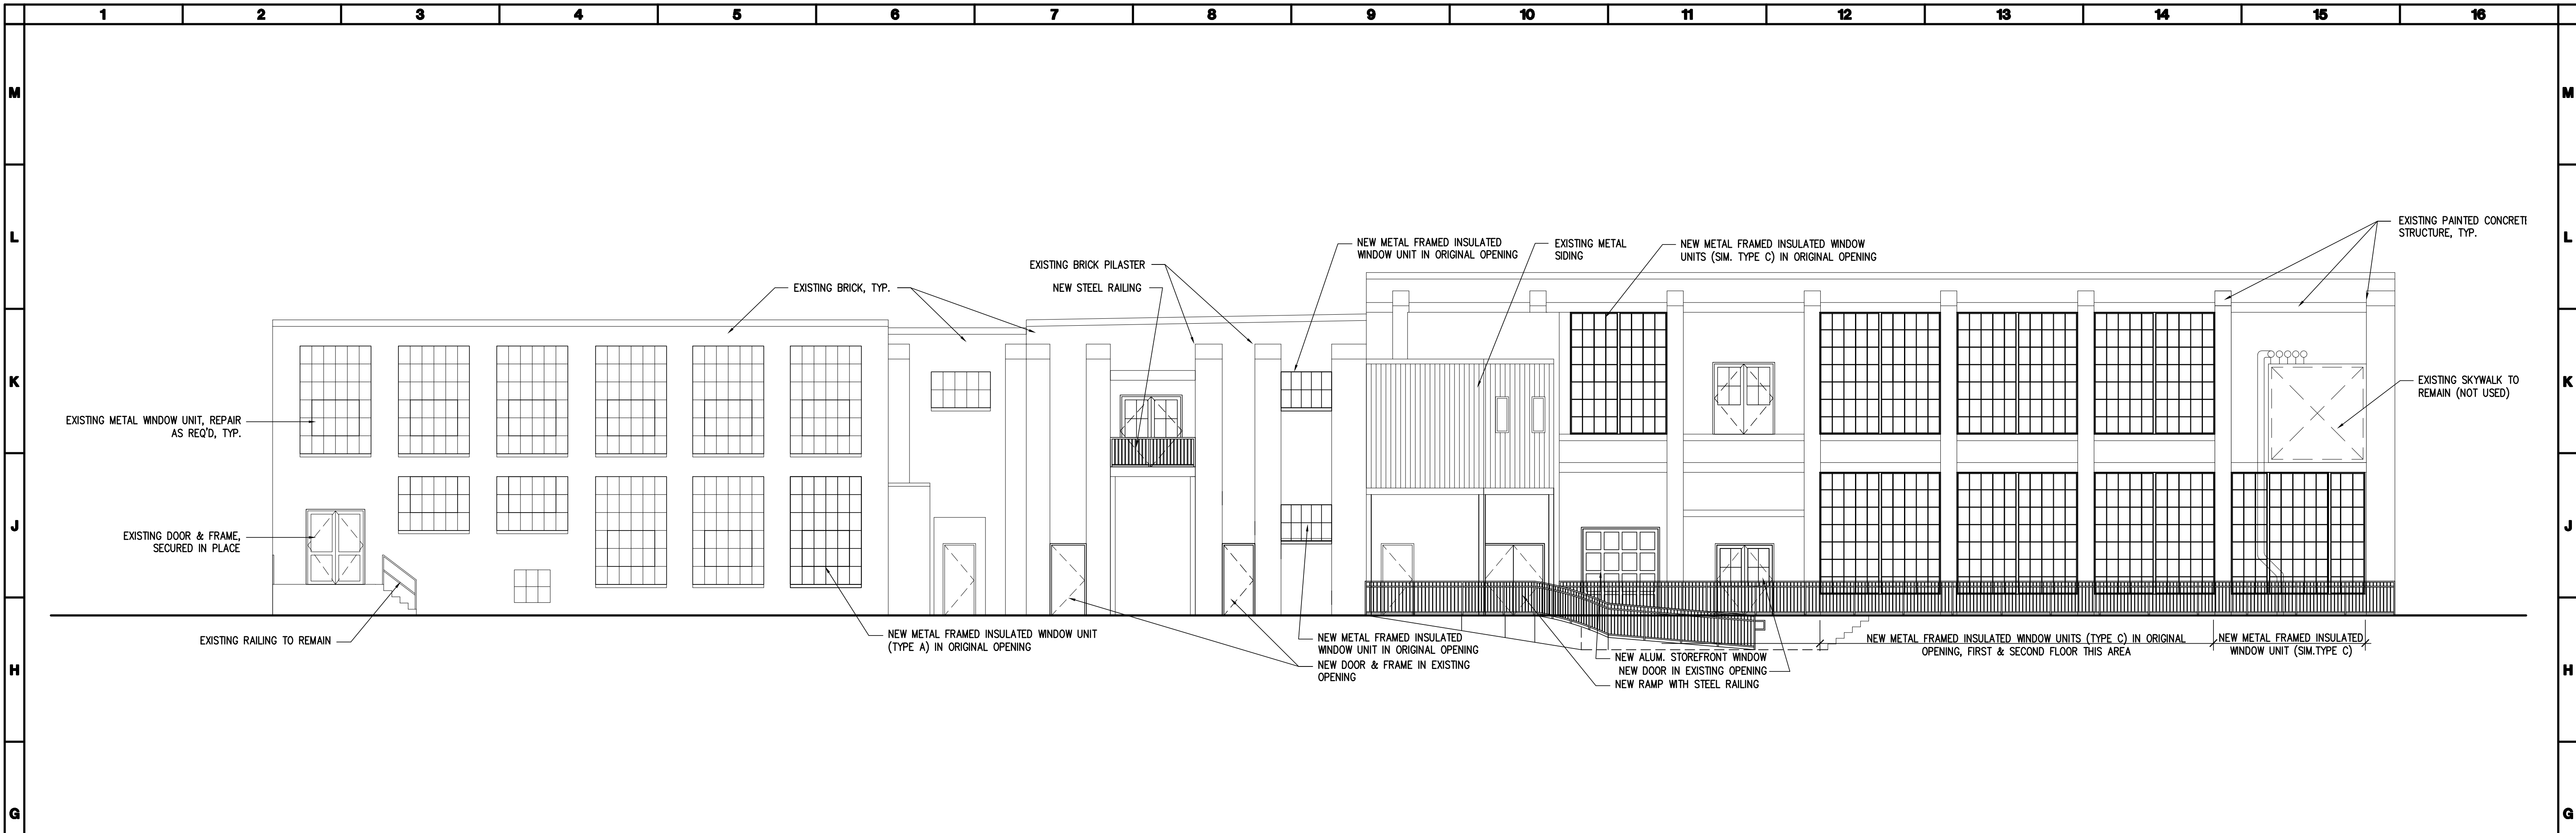 1 2 3 4 5 6 7 8 9 10 11 12 13 14 15 16
M
M
L
L
K
K
J
J
H
H
G
G
EXISTING PAINTED CONCRETE
STRUCTURE, TYP.
NEW METAL FRAMED INSULATED
WINDOW UNIT IN ORIGINAL OPENING
EXISTING METAL
SIDING
NEW METAL FRAMED INSULATED WINDOW
UNITS (SIM. TYPE C) IN ORIGINAL OPENING
EXISTING BRICK PILASTER
NEW STEEL RAILING
EXISTING BRICK, TYP.
EXISTING SKYWALK TO
REMAIN (NOT USED)
EXISTING METAL WINDOW UNIT, REPAIR
AS REQ'D, TYP.
EXISTING DOOR & FRAME,
SECURED IN PLACE
EXISTING RAILING TO REMAIN
NEW METAL FRAMED INSULATED WINDOW UNIT
(TYPE A) IN ORIGINAL OPENING
NEW METAL FRAMED INSULATED
WINDOW UNIT IN ORIGINAL OPENING
NEW DOOR & FRAME IN EXISTING
OPENING
NEW ALUM. STOREFRONT WINDOW
NEW DOOR IN EXISTING OPENING
NEW RAMP WITH STEEL RAILING
NEW METAL FRAMED INSULATED WINDOW UNITS (TYPE C) IN ORIGINAL
OPENING, FIRST & SECOND FLOOR THIS AREA
NEW METAL FRAMED INSULATED
WINDOW UNIT (SIM.TYPE C)